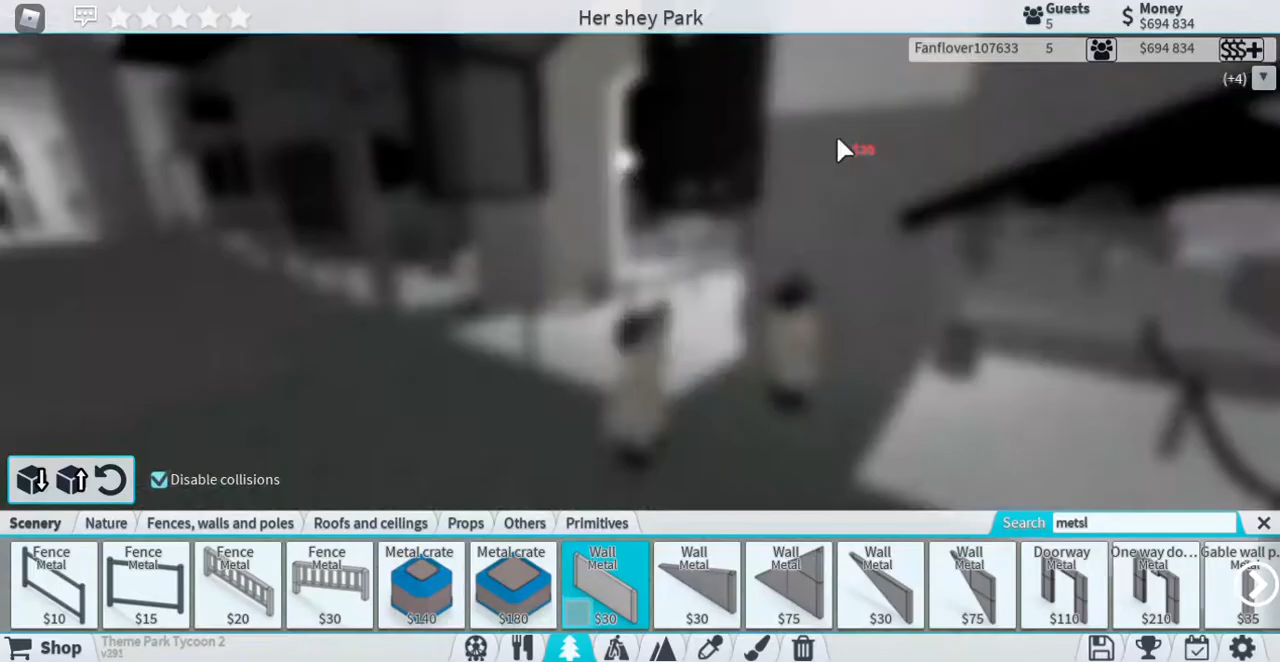 Her shey Park
Guests
5
Money
$694 834
Fanflover107633 5 $694 834
$$$+
(+4)
$30
Disable collisions
Scenery Nature Fences, walls and poles Roofs and ceilings Props Others Primitives Search metsl
Fence Metal $10
Fence Metal $15
Fence Metal $20
Fence Metal $30
Metal crate $140
Metal crate $180
Wall Metal $30
Wall Metal $30
Wall Metal $75
Wall Metal $30
Wall Metal $75
Doorway Metal $110
One way do... Metal $210
Gable wall p... Metal $35
Shop
Theme Park Tycoon 2
v291